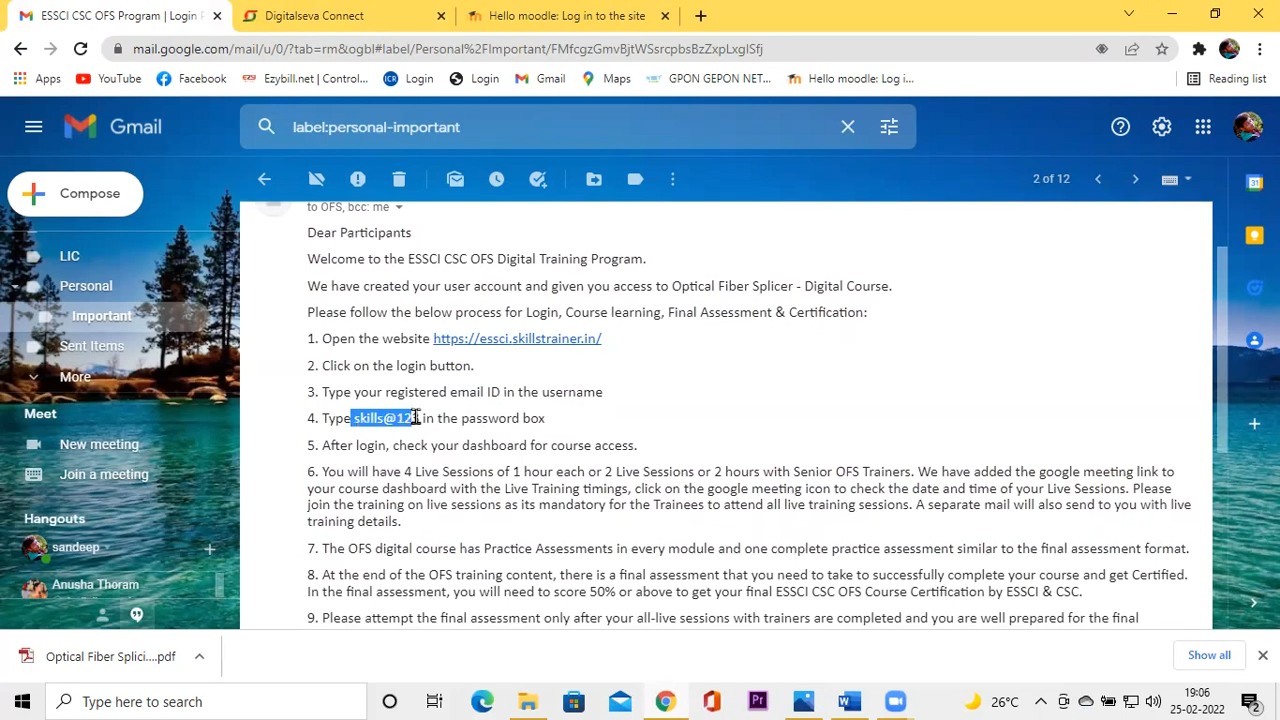 ESSCI CSC OFS Program | Login
Digitalseva Connect
Hello moodle: Log in to the site
mail.google.com/mail/u/0/?tab=rm&ogbl#label/Personal%2FImportant/FMfcgzGmvBjtWSsrcpbsBzZxpLxglSfj
Apps YouTube Facebook Ezybill.net | Control... Login Login Gmail Maps GPON GEPON NET... Hello moodle: Log i... Reading list
Gmail
label:personal-important
Compose
2 of 12
LIC
Personal
Important
Sent Items
More
Meet
New meeting
Join a meeting
Hangouts
sandeep
Anusha Thoram
to OFS, bcc: me
Dear Participants
Welcome to the ESSCI CSC OFS Digital Training Program.
We have created your user account and given you access to Optical Fiber Splicer - Digital Course.
Please follow the below process for Login, Course learning, Final Assessment & Certification:
1. Open the website https://essci.skillstrainer.in/
2. Click on the login button.
3. Type your registered email ID in the username
4. Type skills@12 in the password box
5. After login, check your dashboard for course access.
6. You will have 4 Live Sessions of 1 hour each or 2 Live Sessions or 2 hours with Senior OFS Trainers. We have added the google meeting link to
your course dashboard with the Live Training timings, click on the google meeting icon to check the date and time of your Live Sessions. Please
join the training on live sessions as its mandatory for the Trainees to attend all live training sessions. A separate mail will also send to you with live
training details.
7. The OFS digital course has Practice Assessments in every module and one complete practice assessment similar to the final assessment format.
8. At the end of the OFS training content, there is a final assessment that you need to take to successfully complete your course and get Certified.
In the final assessment, you will need to score 50% or above to get your final ESSCI CSC OFS Course Certification by ESSCI & CSC.
9. Please attempt the final assessment only after your all-live sessions with trainers are completed and you are well prepared for the final
Optical Fiber Splici....pdf
Show all
Type here to search
26°C
19:06
25-02-2022
2